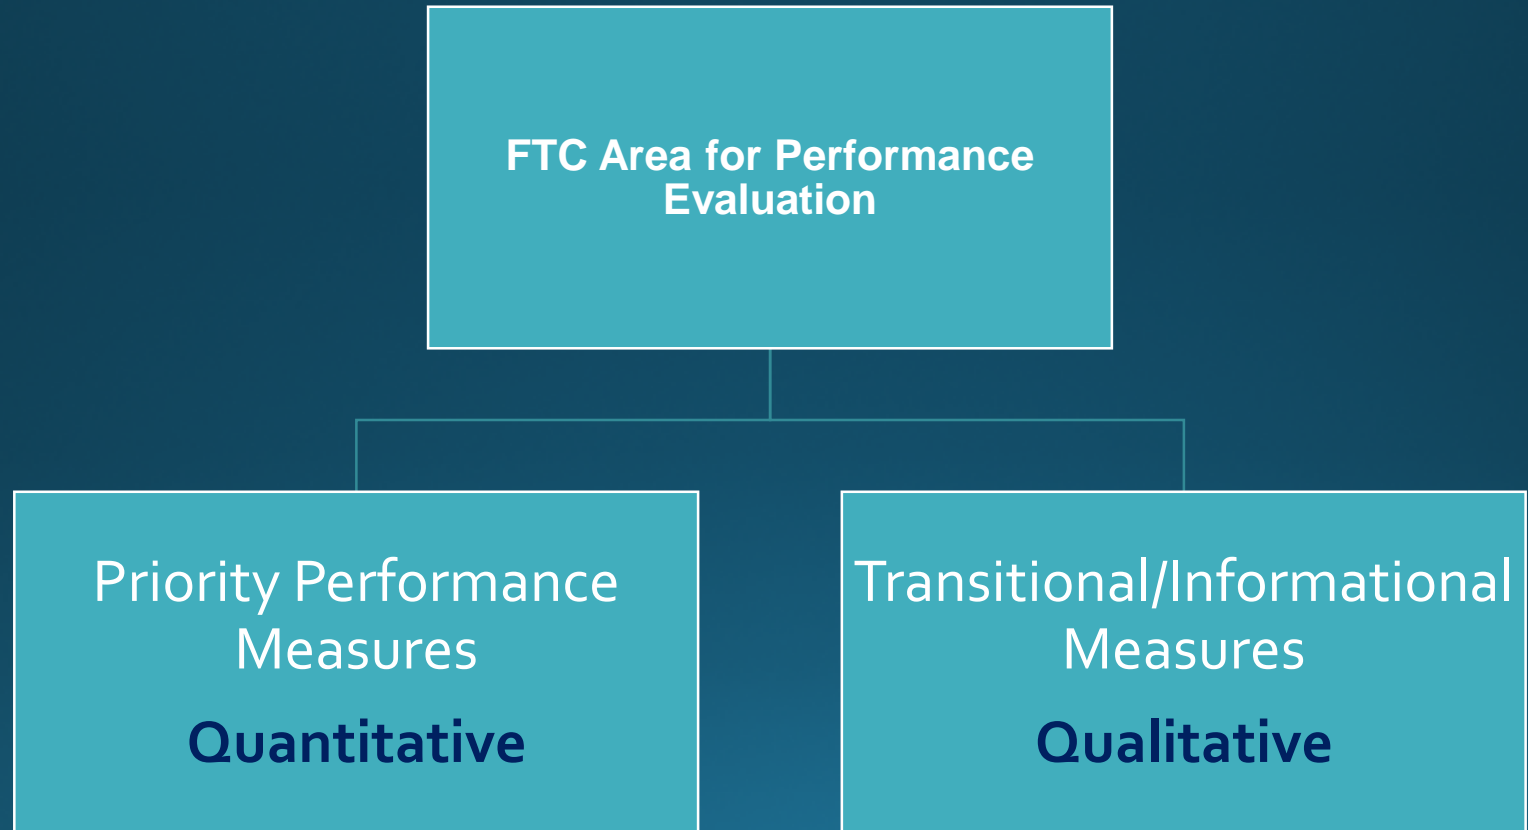 FTC Area for Performance
Evaluation
Priority Performance
Measures
Quantitative
Transitional/Informational
Measures
Qualitative